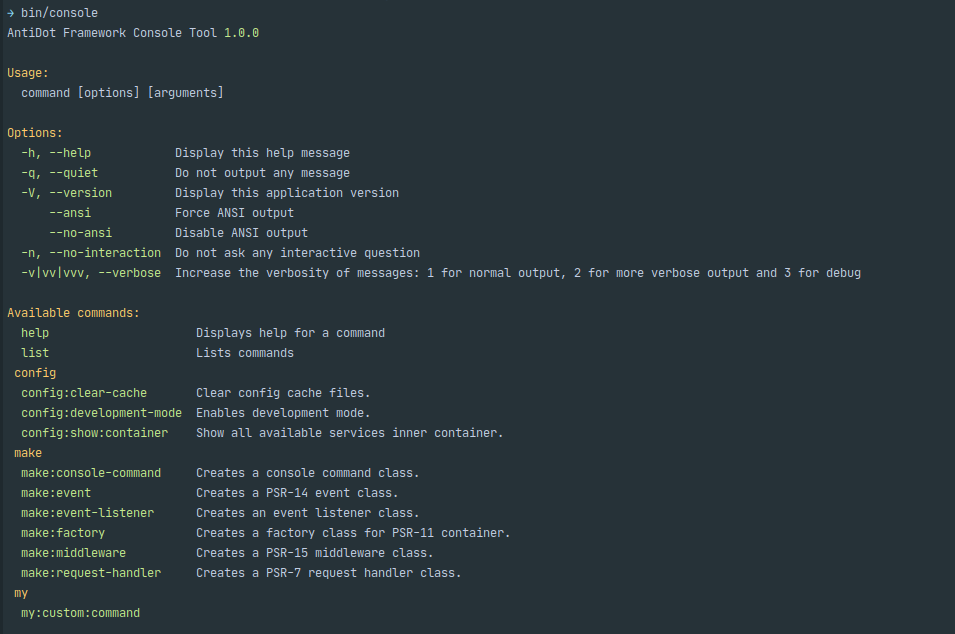 → bin/console
AntiDot Framework Console Tool 1.0.0
Usage:
command [options] [arguments]
Options:
-h, --help Display this help message
-q, --quiet Do not output any message
-V, --version Display this application version
--ansi Force ANSI output
--no-ansi Disable ANSI output
-n, --no-interaction Do not ask any interactive question
-v|vv|vvv, --verbose Increase the verbosity of messages: 1 for normal output, 2 for more verbose output and 3 for debug
Available commands:
help Displays help for a command
list Lists commands
config
config:clear-cache Clear config cache files.
config:development-mode Enables development mode.
config:show:container Show all available services inner container.
make
make:console-command Creates a console command class.
make:event Creates a PSR-14 event class.
make:event-listener Creates an event listener class.
make:factory Creates a factory class for PSR-11 container.
make:middleware Creates a PSR-15 middleware class.
make:request-handler Creates a PSR-7 request handler class.
my
my:custom:command